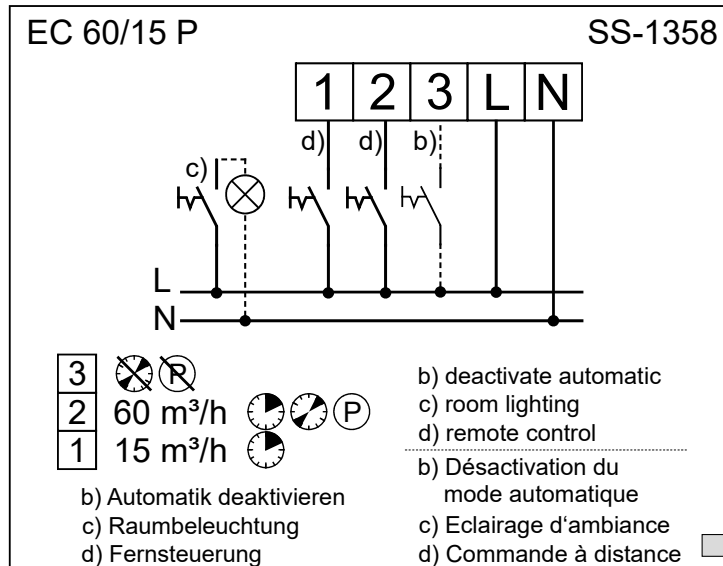 EC 60/15 P SS-1358
1 2 3 L N
d) d) b)
c)
L
N
3 P
2 60 m³/h P
1 15 m³/h
b) Automatik deaktivieren
c) Raumbeleuchtung
d) Fernsteuerung
b) deactivate automatic
c) room lighting
d) remote control
b) Désactivation du
mode automatique
c) Eclairage d‘ambiance
d) Commande à distance